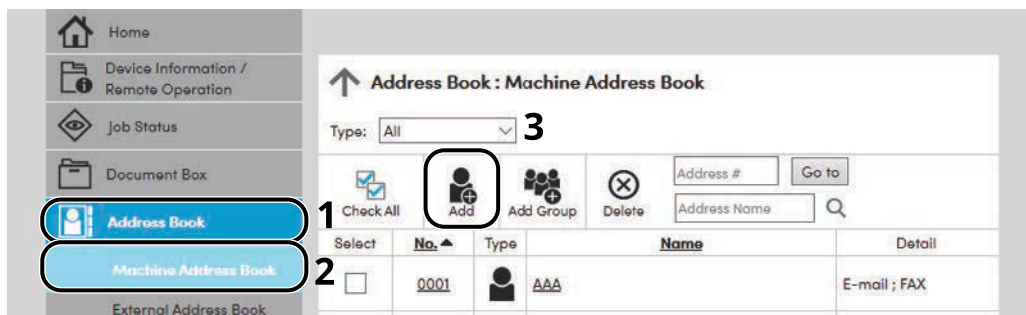 Home
Device Information /
Remote Operation
Job Status
Document Box
Address Book
1
Machine Address Book
2
External Address Book
Address Book : Machine Address Book
Type: All
3
Check All
Add
Add Group
Delete
Address #
Go to
Address Name
Select No. Type Name Detail
0001 AAA E-mail ; FAX